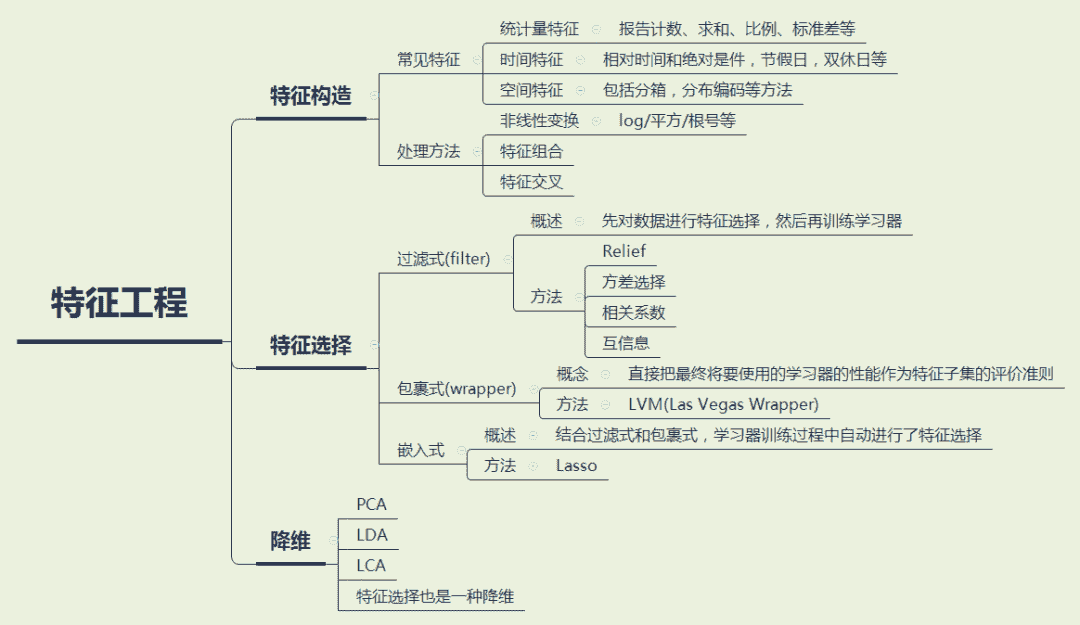 特征工程
特征构造
常见特征
统计量特征 报告计数、求和、比例、标准差等
时间特征 相对时间和绝对是件，节假日，双休日等
空间特征 包括分箱，分布编码等方法
处理方法
非线性变换 log/平方/根号等
特征组合
特征交叉
特征选择
过滤式(filter)
概述 先对数据进行特征选择，然后再训练学习器
方法
Relief
方差选择
相关系数
互信息
包裹式(wrapper)
概念 直接把最终将要使用的学习器的性能作为特征子集的评价准则
方法 LVM(Las Vegas Wrapper)
嵌入式
概述 结合过滤式和包裹式，学习器训练过程中自动进行了特征选择
方法 Lasso
降维
PCA
LDA
LCA
特征选择也是一种降维